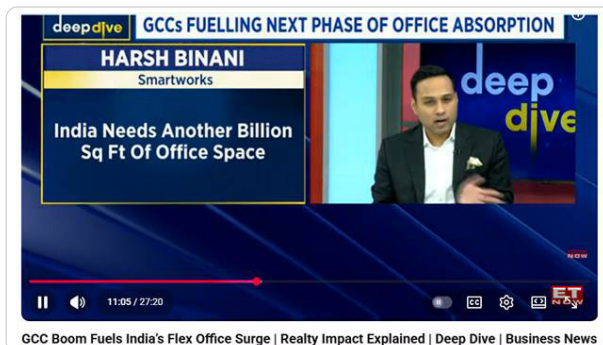 deepdive GCCs FUELLING NEXT PHASE OF OFFICE ABSORPTION
HARSH BINANI
Smartworks
India Needs Another Billion
Sq Ft Of Office Space
deep
dive
NOW
11:05 / 27:20
CC
ET
NOW
GCC Boom Fuels India's Flex Office Surge | Realty Impact Explained | Deep Dive | Business News